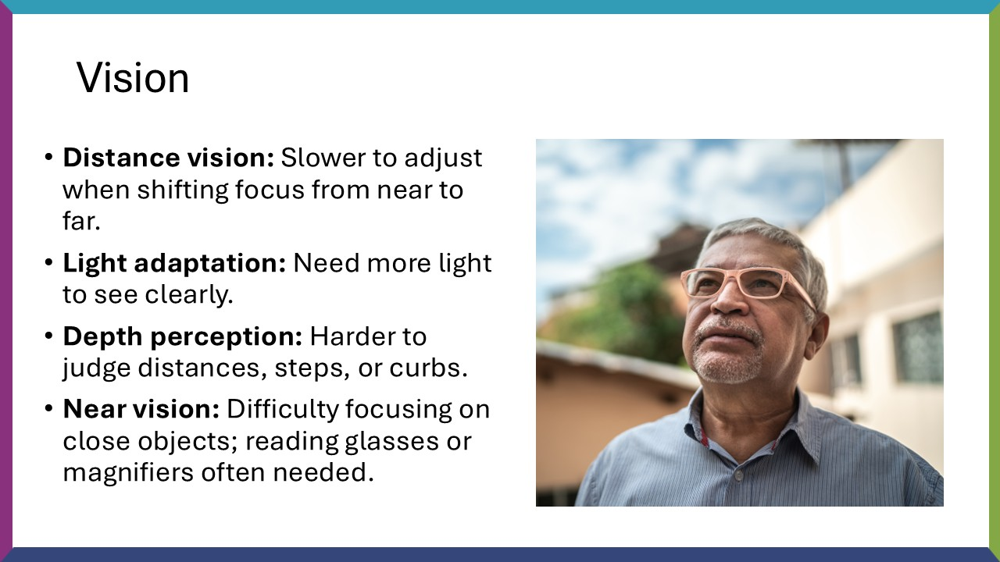 Vision
• Distance vision: Slower to adjust
when shifting focus from near to
far.
• Light adaptation: Need more light
to see clearly.
• Depth perception: Harder to
judge distances, steps, or curbs.
• Near vision: Difficulty focusing on
close objects; reading glasses or
magnifiers often needed.